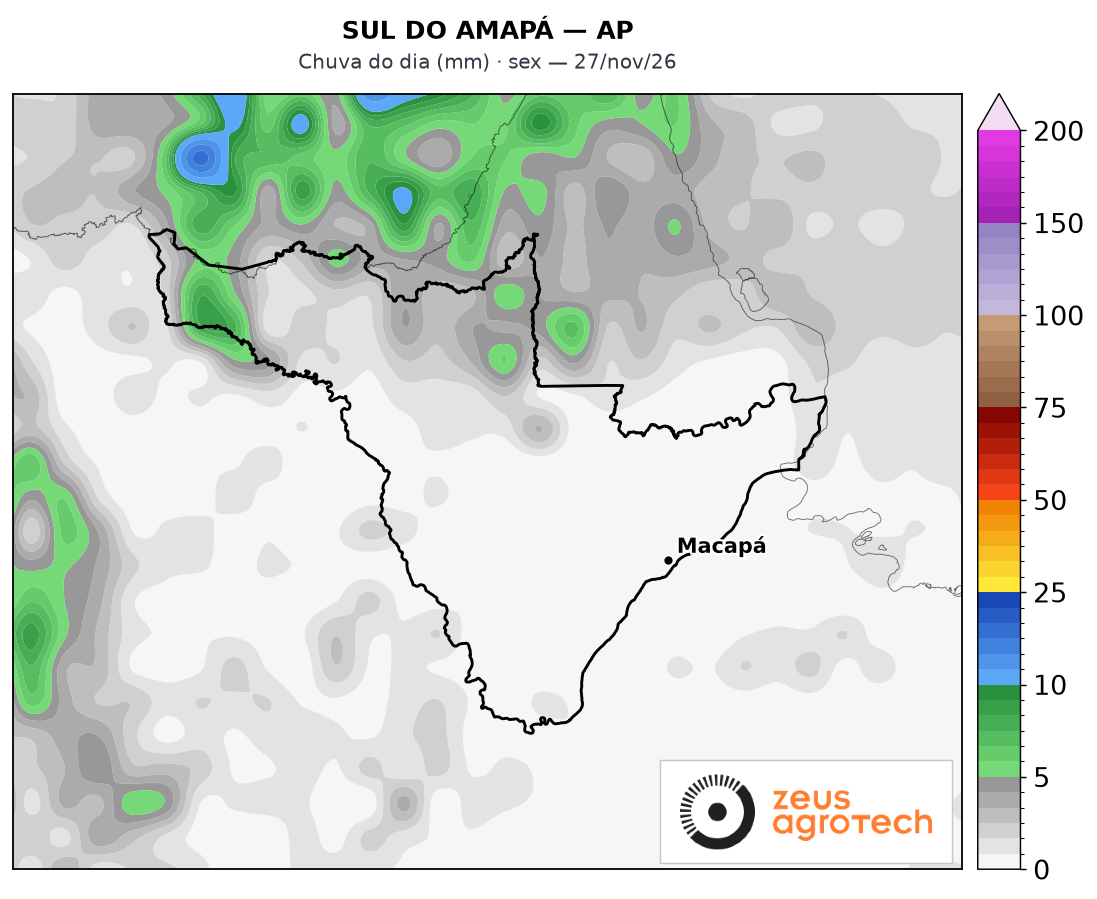 SUL DO AMAPÁ — AP
Chuva do dia (mm) · sex — 27/nov/26
200
150
100
75
50
25
10
5
0
Macapá
zeus
agrotech